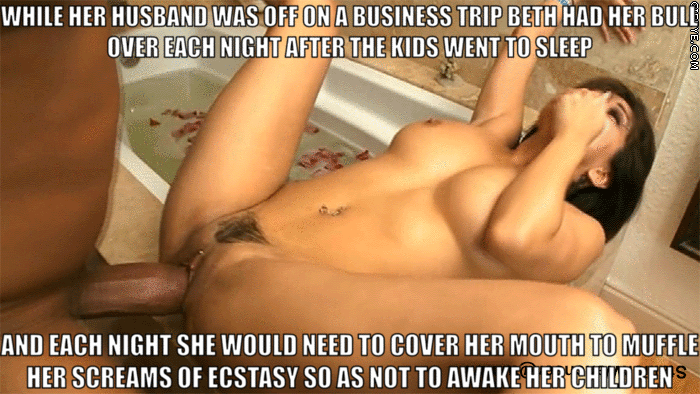 WHILE HER HUSBAND WAS OFF ON A BUSINESS TRIP BETH HAD HER BULL
OVER EACH NIGHT AFTER THE KIDS WENT TO SLEEP
AND EACH NIGHT SHE WOULD NEED TO COVER HER MOUTH TO MUFFLE
HER SCREAMS OF ECSTASY SO AS NOT TO AWAKE HER CHILDREN